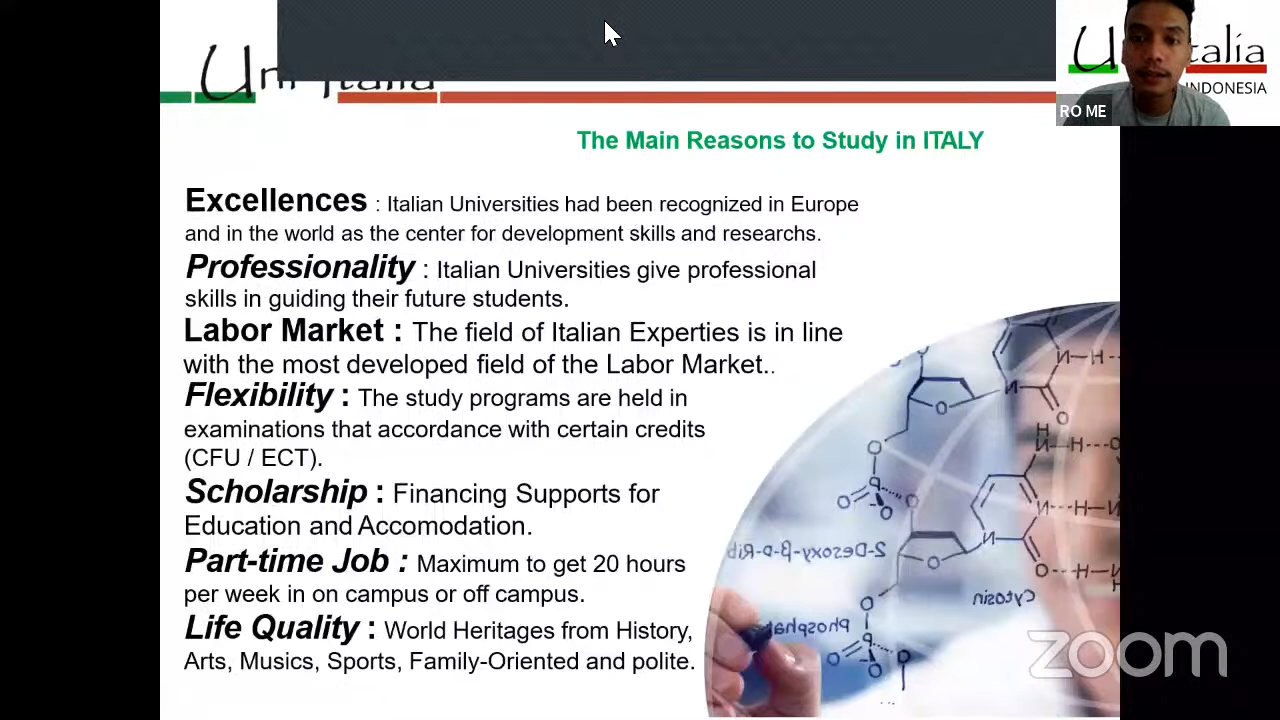 Uni Italia
U talia
INDONESIA
RO ME
The Main Reasons to Study in ITALY
Excellences : Italian Universities had been recognized in Europe
and in the world as the center for development skills and researchs.
Professionality : Italian Universities give professional
skills in guiding their future students.
Labor Market : The field of Italian Experties is in line
with the most developed field of the Labor Market..
Flexibility : The study programs are held in
examinations that accordance with certain credits
(CFU / ECT).
Scholarship : Financing Supports for
Education and Accomodation.
Part-time Job : Maximum to get 20 hours
per week in on campus or off campus.
Life Quality : World Heritages from History,
Arts, Musics, Sports, Family-Oriented and polite.
2-Desoxy-β-D-Rib
Cytosin
phosphat
zoom